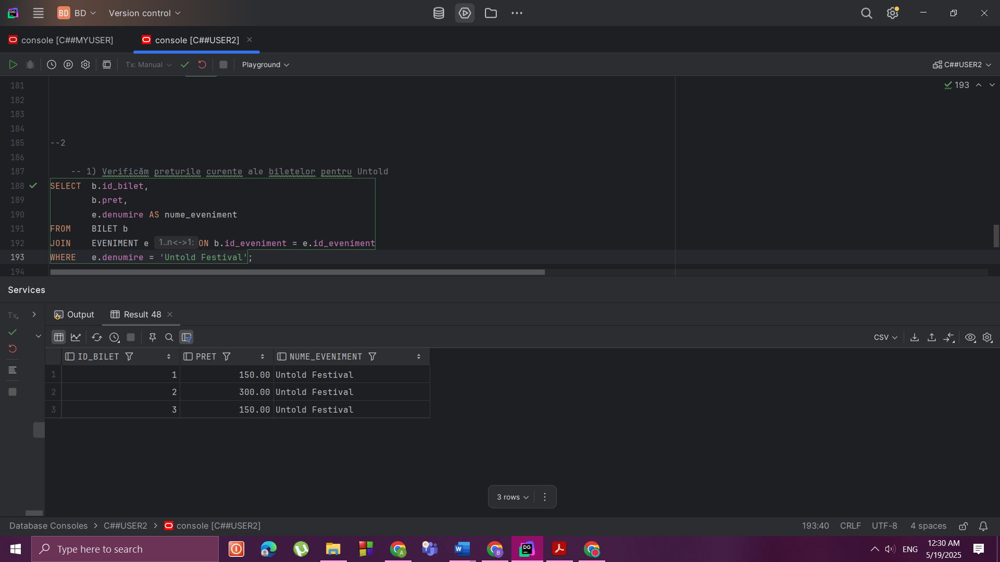 BD BD Version control
console [C##MYUSER] console [C##USER2]
Tx: Manual Playground C##USER2
193
181
182
183
184
185 --2
186
187 -- 1) Verificăm preturile curente ale biletelor pentru Untold
188 SELECT b.id_bilet,
189 b.pret,
190 e.denumire AS nume_eveniment
191 FROM BILET b
192 JOIN EVENIMENT e 1..n<->1: ON b.id_eveniment = e.id_eveniment
193 WHERE e.denumire = 'Untold Festival';
194
Services
Tx Output Result 48
CSV
ID_BILET PRET NUME_EVENIMENT
1 1 150.00 Untold Festival
2 2 300.00 Untold Festival
3 3 150.00 Untold Festival
3 rows
Database Consoles C##USER2 console [C##USER2] 193:40 CRLF UTF-8 4 spaces
Type here to search
ENG
12:30 AM
5/19/2025